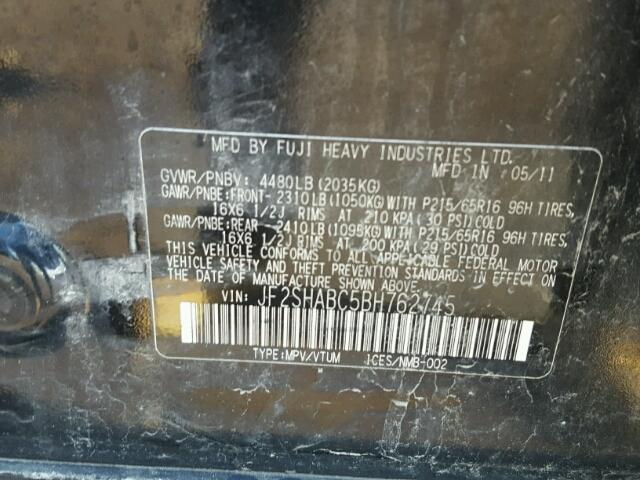 MFD BY FUJI HEAVY INDUSTRIES LTD.
MFD IN 05/11
GVWR/PNBV: 4480LB(2035KG)
GAWR/PNBE:FRONT- 2310LB(1050KG)WITH P215/65R16 96H TIRES,
16X6 1/2J RIMS AT 210 KPA(30 PSI)COLD
GAWR/PNBE:REAR -2410LB(1095KG)WITH P215/65R16 96H TIRES,
16X6 1/2J RIMS AT 200 KPA(29 PSI)COLD
THIS VEHICLE CONFORMS TO ALL APPLICABLE FEDERAL MOTOR
VEHICLE SAFETY AND THEFT PREVENTION STANDARDS IN EFFECT ON
THE DATE OF MANUFACTURE SHOWN ABOVE.
VIN: JF2SHABC5BH762745
TYPE:MPV/VTUM ICES/NMB-002